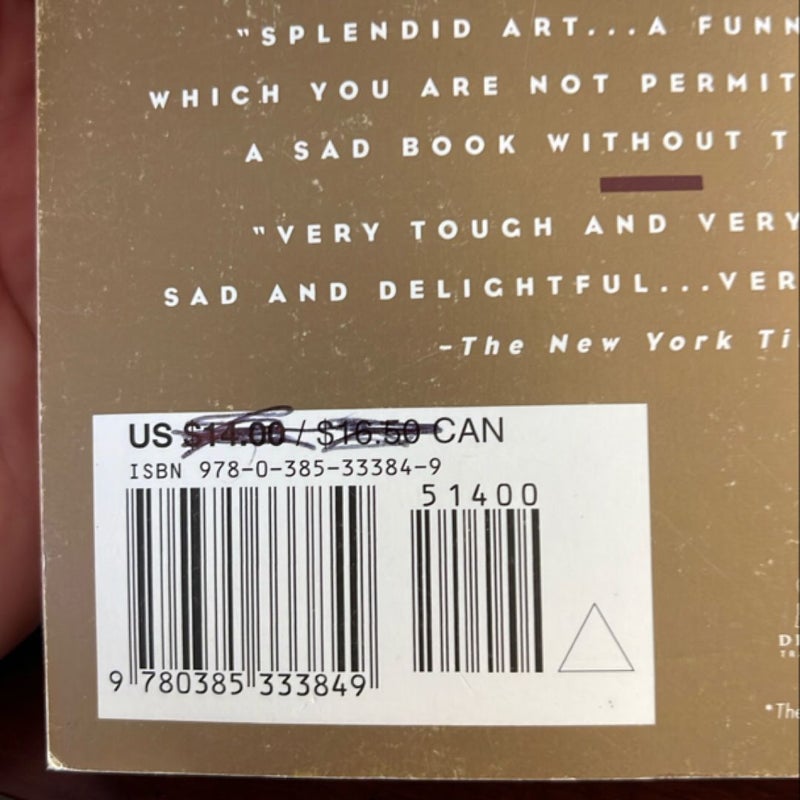 "SPLENDID ART...A FUNN
WHICH YOU ARE NOT PERMIT
A SAD BOOK WITHOUT T
"VERY TOUGH AND VERY
SAD AND DELIGHTFUL...VER
–The New York Ti
US $14.00 / $16.50 CAN
ISBN 978-0-385-33384-9
51400
9 780385 333849
*The